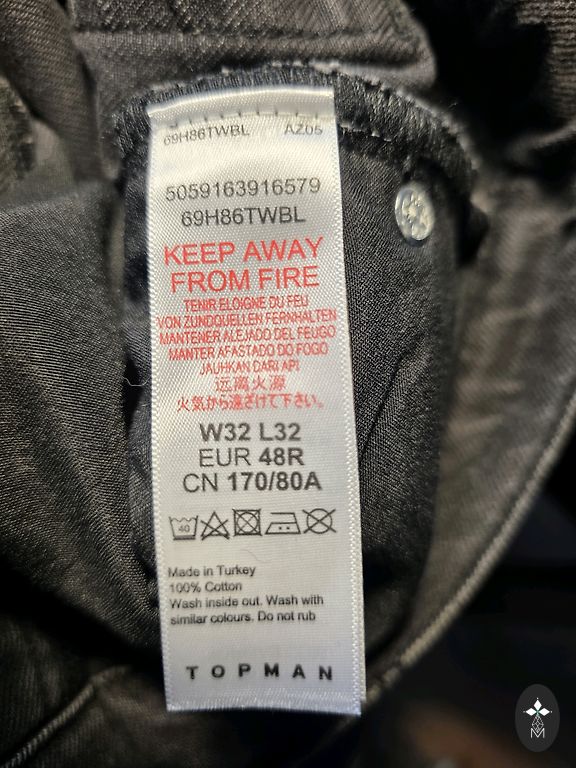 69H86TWBL AZ05
5059163916579
69H86TWBL
KEEP AWAY
FROM FIRE
TENIR ELOIGNE DU FEU
VON ZUNDQUELLEN FERNHALTEN
MANTENER ALEJADO DEL FEUGO
MANTER AFASTADO DO FOGO
JAUHKAN DARI API
远离火源
火気から遠ざけて下さい。
W32 L32
EUR 48R
CN 170/80A
40
Made in Turkey
100% Cotton
Wash inside out. Wash with
similar colours. Do not rub
TOPMAN
M